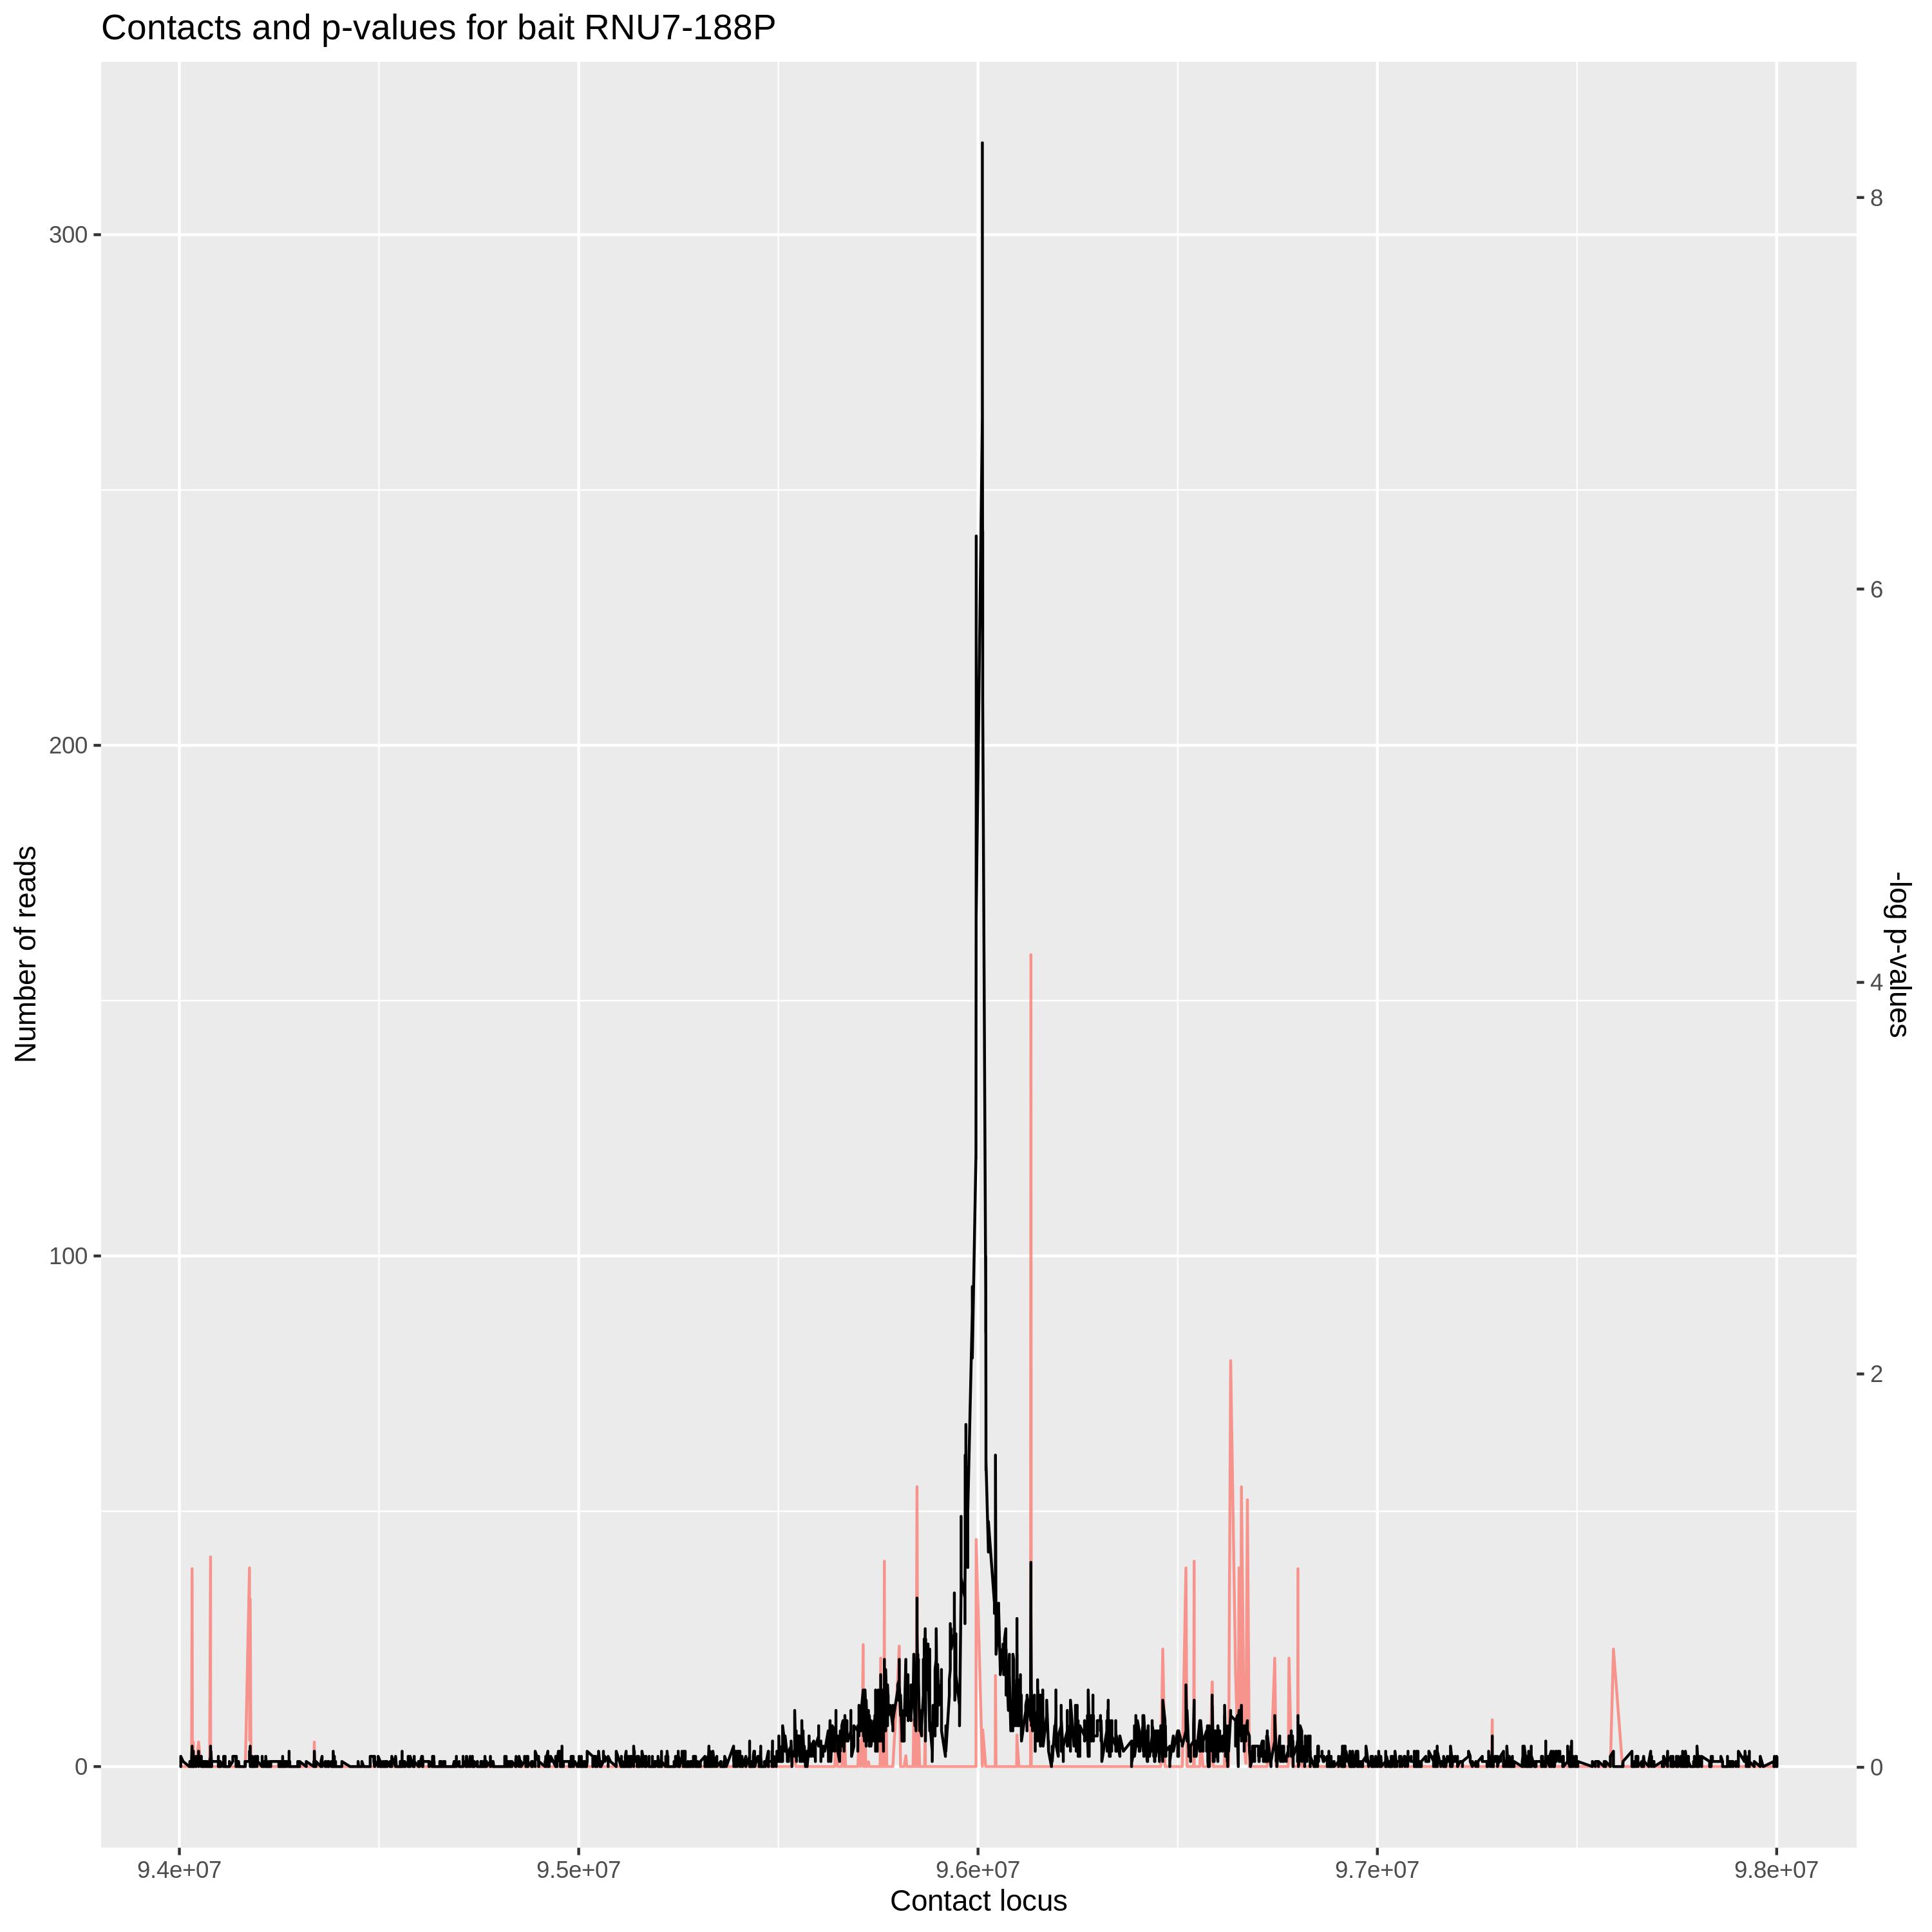 Contacts and p-values for bait RNU7-188P
300
200
100
0
Number of reads
8
6
4
2
0
-log p-values
9.4e+07
9.5e+07
9.6e+07
9.7e+07
9.8e+07
Contact locus